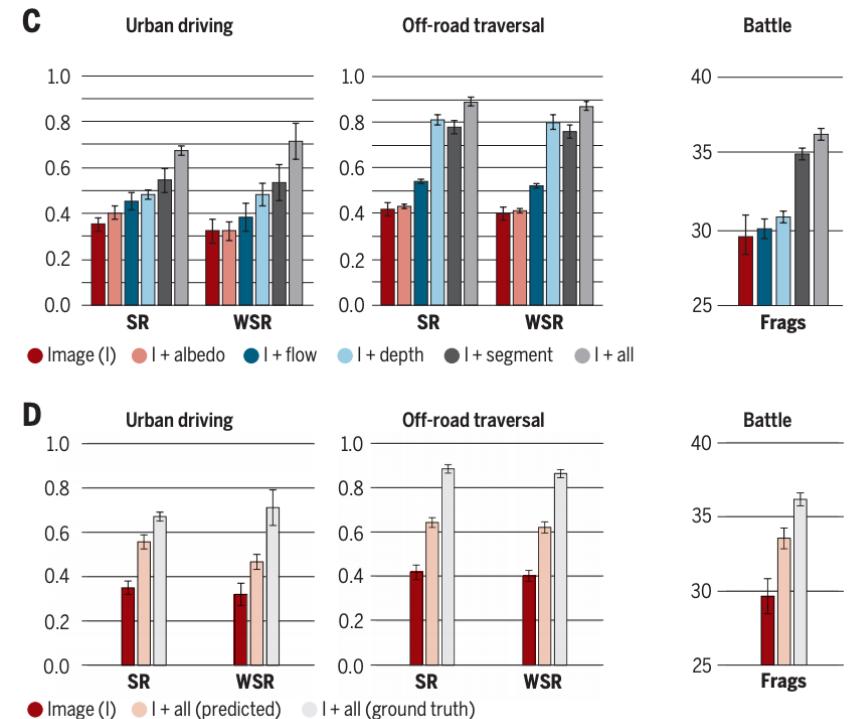 C
Urban driving
Off-road traversal
Battle
1.0
0.8
0.6
0.4
0.2
0.0
SR
WSR
1.0
0.8
0.6
0.4
0.2
0.0
SR
WSR
40
35
30
25
Frags
Image (I)
I + albedo
I + flow
I + depth
I + segment
I + all
D
Urban driving
Off-road traversal
Battle
1.0
0.8
0.6
0.4
0.2
0.0
SR
WSR
1.0
0.8
0.6
0.4
0.2
0.0
SR
WSR
40
35
30
25
Frags
Image (I)
I + all (predicted)
I + all (ground truth)